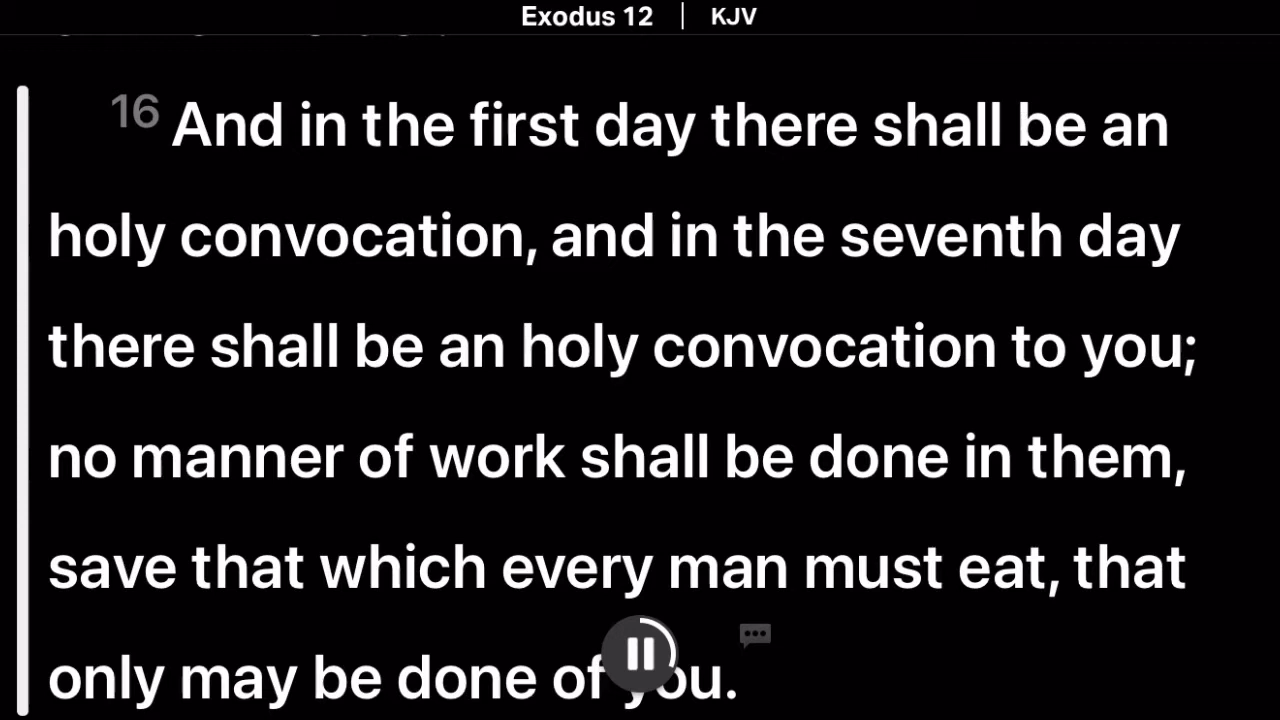 Exodus 12 | KJV
16 And in the first day there shall be an
holy convocation, and in the seventh day
there shall be an holy convocation to you;
no manner of work shall be done in them,
save that which every man must eat, that
only may be done of you.